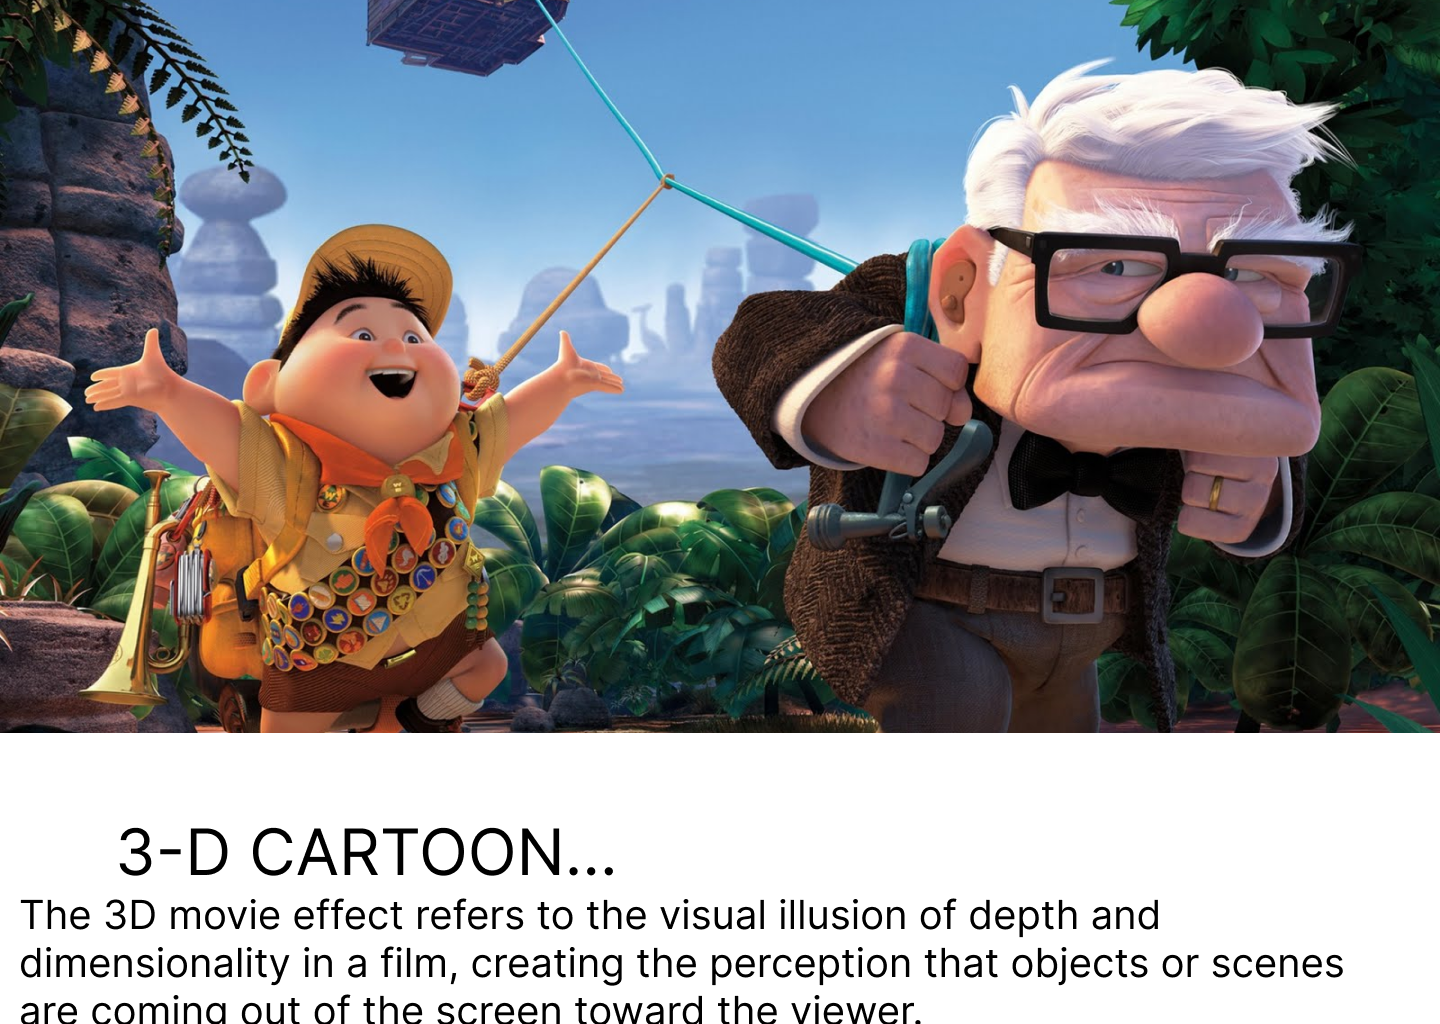 3-D CARTOON...
The 3D movie effect refers to the visual illusion of depth and
dimensionality in a film, creating the perception that objects or scenes
are coming out of the screen toward the viewer.